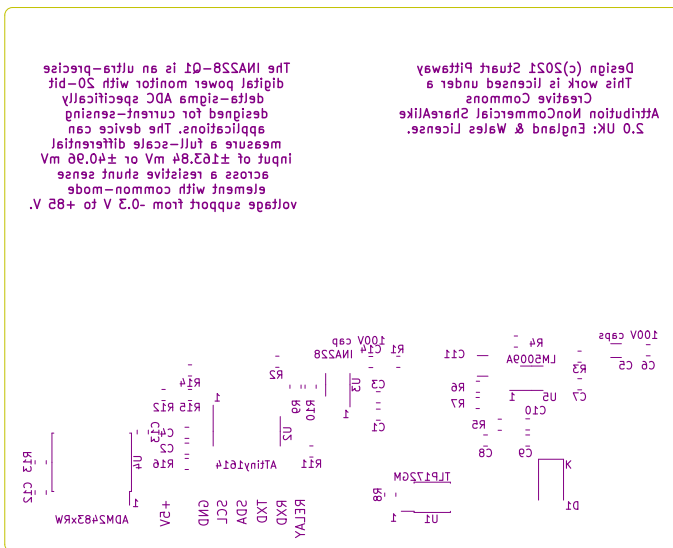 The INA228-Q1 is an ultra-precise
digital power monitor with 20-bit
delta-sigma ADC specifically
designed for current-sensing
applications. The device can
measure a full-scale differential
input of ±163.84 mV or ±40.96 mV
across a resistive shunt sense
element with common-mode
voltage support from -0.3 V to +85 V.
Design (c)2021 Stuart Pittaway
This work is licensed under a
Creative Commons
Attribution NonCommercial ShareAlike
2.0 UK: England & Wales License.
100V cap
INA228
C14
R1
C11
R4
LM5009A
100V caps
C5
C6
R3
R2
R14
R12
R15
1
R9
R10
U3
1
C3
C1
R6
R7
1
U5
C7
C10
R5
C8
C9
R13
C12
U4
C13
C4
C2
R16
U2
ATtiny1614
R11
TLP172GM
R8
1
U1
K
D1
ADM2483xRW
1
+5V
GND
SCL
SDA
TXD
RXD
RELAY